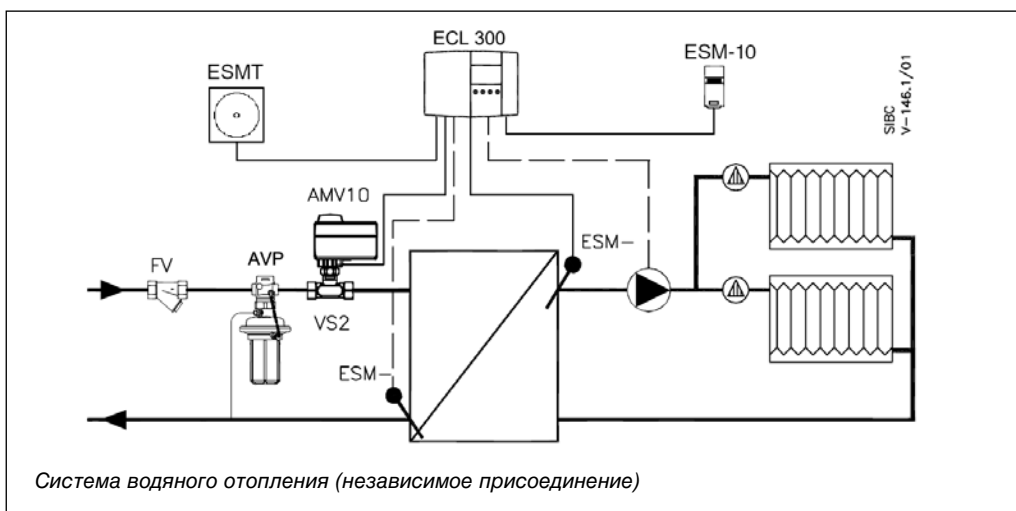 ECL 300
ESM-10
ESMT
SIBC
V-146.1/01
AMV10
ESM-
FV
AVP
VS2
ESM-
Система водяного отопления (независимое присоединение)